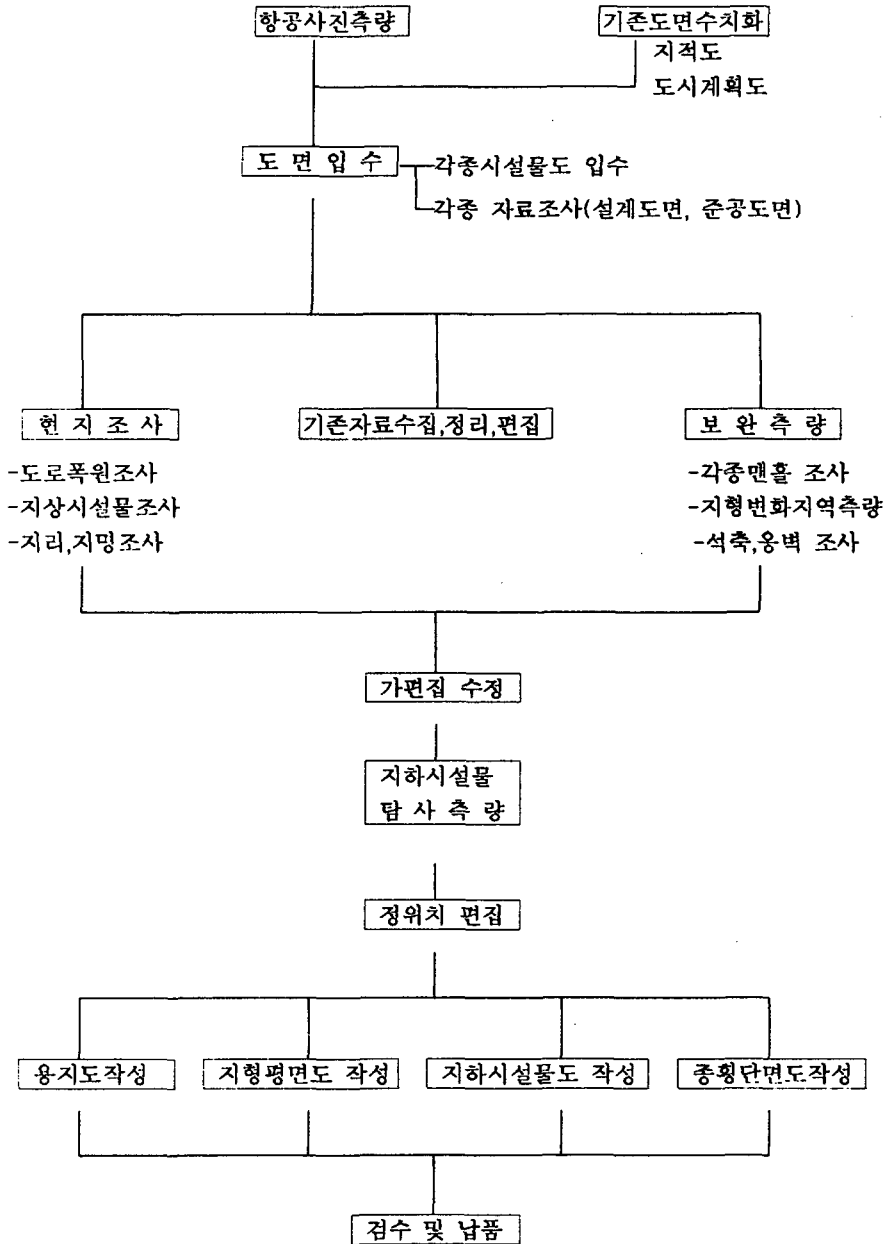 항공사진측량
기존도면수치화
지적도
도시계획도
도 면 입 수
각종시설물도 입수
각종 자료조사(설계도면, 준공도면)
현 지 조 사
기존자료수집,정리,편집
보 완 측 량
-도로폭원조사
-지상시설물조사
-지리,지명조사
-각종맨홀 조사
-지형변화지역측량
-석축,옹벽 조사
가편집 수정
지하시설물
탐 사 측 량
정위치 편집
용지도작성
지형평면도 작성
지하시설물도 작성
종횡단면도작성
검수 및 납품